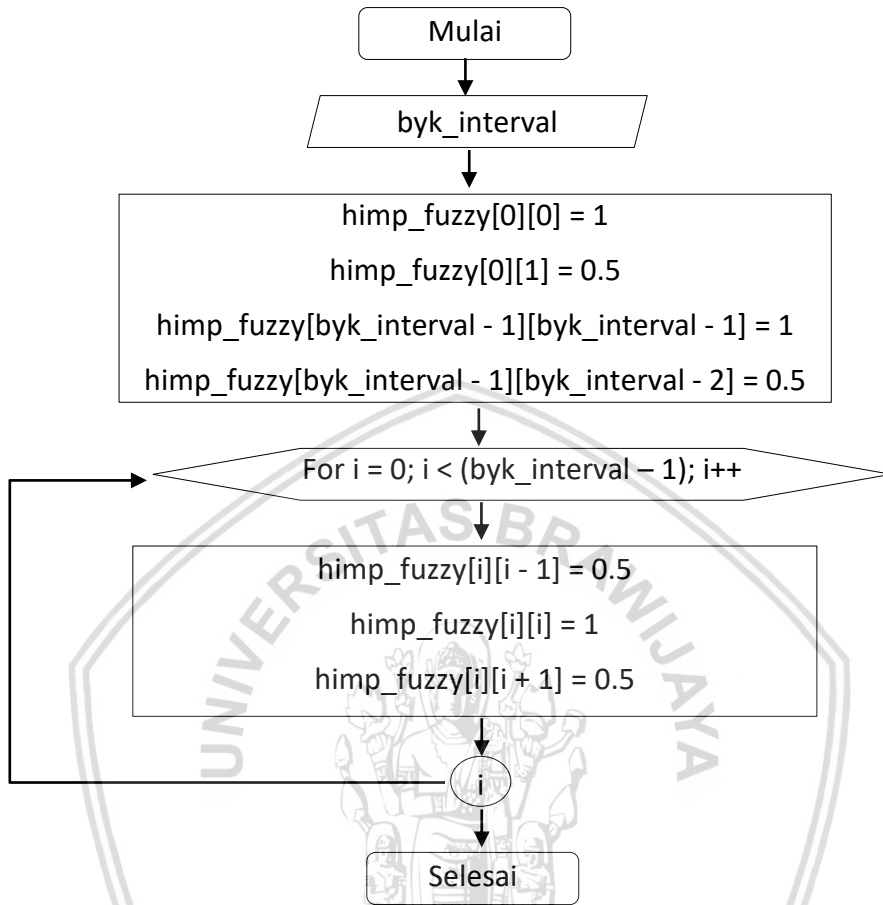 Mulai
byk_interval
himp_fuzzy[0][0] = 1
himp_fuzzy[0][1] = 0.5
himp_fuzzy[byk_interval - 1][byk_interval - 1] = 1
himp_fuzzy[byk_interval - 1][byk_interval - 2] = 0.5
For i = 0; i < (byk_interval – 1); i++
himp_fuzzy[i][i - 1] = 0.5
himp_fuzzy[i][i] = 1
himp_fuzzy[i][i + 1] = 0.5
i
Selesai
UNIVERSITAS BRAWIJAYA